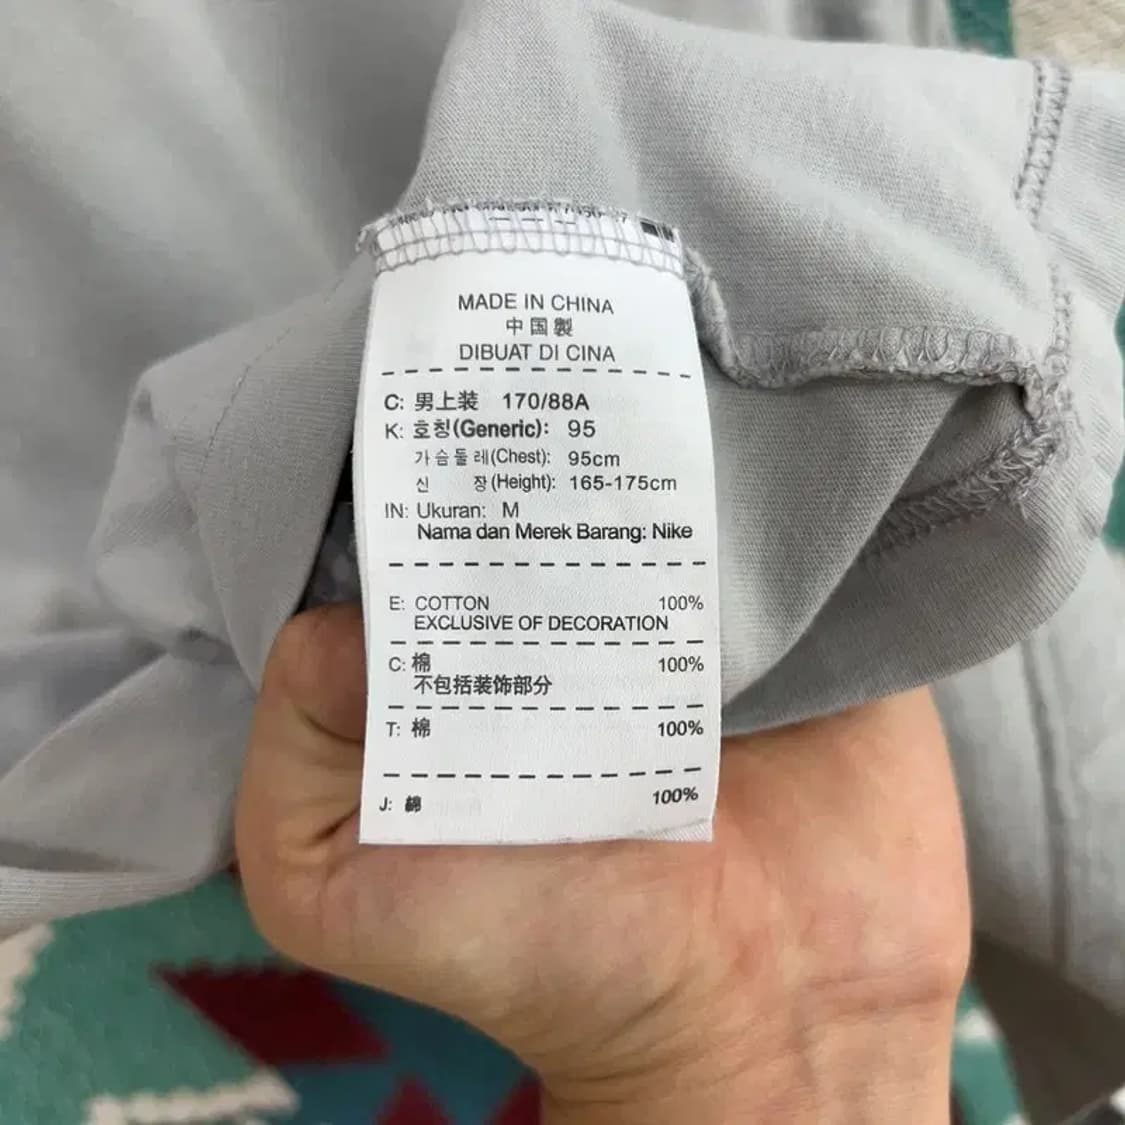 MADE IN CHINA
中国製
DIBUAT DI CINA
C: 男上装 170/88A
K: 호칭(Generic): 95
가슴둘레(Chest): 95cm
신 장(Height): 165-175cm
IN: Ukuran: M
Nama dan Merek Barang: Nike
E: COTTON 100%
EXCLUSIVE OF DECORATION
C: 棉 100%
不包括装饰部分
T: 棉 100%
J: 綿 100%